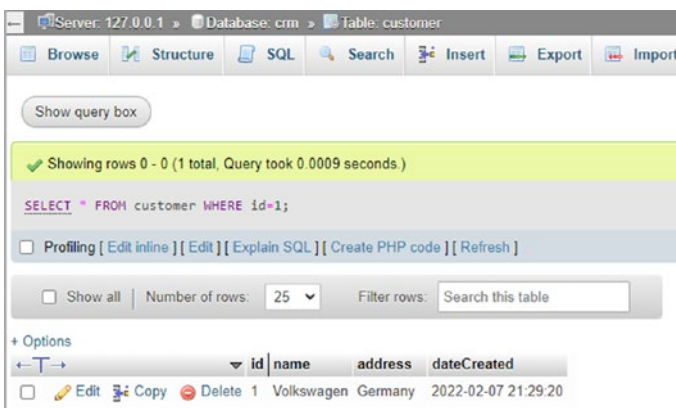 Server: 127.0.0.1 » Database: crm » Table: customer
Browse Structure SQL Search Insert Export Import
Show query box
Showing rows 0 - 0 (1 total, Query took 0.0009 seconds.)
SELECT * FROM customer WHERE id=1;
Profiling [ Edit inline ] [ Edit ] [ Explain SQL ] [ Create PHP code ] [ Refresh ]
Show all | Number of rows: 25 Filter rows: Search this table
+ Options
←T→ id name address dateCreated
Edit Copy Delete 1 Volkswagen Germany 2022-02-07 21:29:20